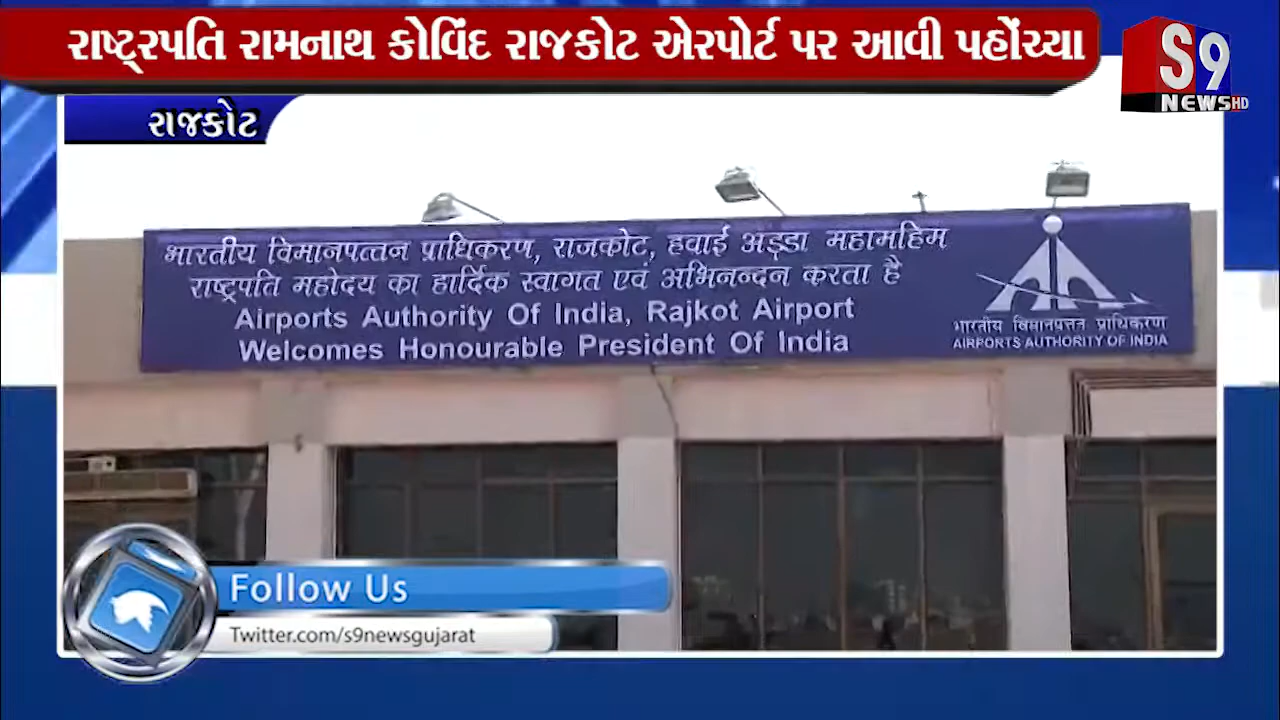 રાષ્ટ્રપતિ રામનાથ કોવિંદ રાજકોટ એરપોર્ટ પર આવી પહોંચ્યા
S9
NEWSHD
રાજકોટ
भारतीय विमानपत्तन प्राधिकरण, राजकोट, हवाई अड्डा महामहिम
राष्ट्रपति महोदय का हार्दिक स्वागत एवं अभिनन्दन करता है
Airports Authority Of India, Rajkot Airport
Welcomes Honourable President Of India
भारतीय विमानपत्तन प्राधिकरण
AIRPORTS AUTHORITY OF INDIA
Follow Us
Twitter.com/s9newsgujarat